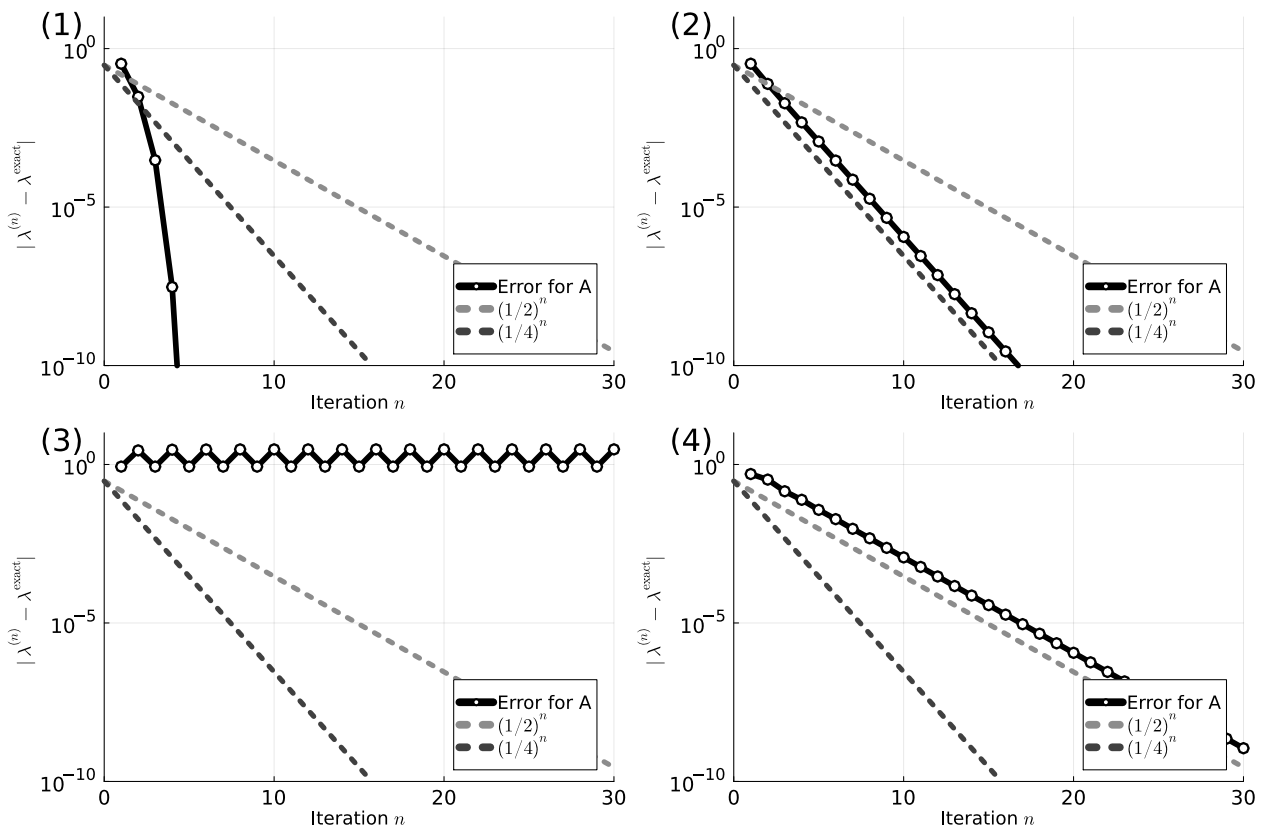 (1)
10^0
10^−5
10^−10
| λ^(n) − λ^exact |
0 10 20 30
Iteration n
Error for A
(1/2)^n
(1/4)^n
(2)
10^0
10^−5
10^−10
| λ^(n) − λ^exact |
0 10 20 30
Iteration n
Error for A
(1/2)^n
(1/4)^n
(3)
10^0
10^−5
10^−10
| λ^(n) − λ^exact |
0 10 20 30
Iteration n
Error for A
(1/2)^n
(1/4)^n
(4)
10^0
10^−5
10^−10
| λ^(n) − λ^exact |
0 10 20 30
Iteration n
Error for A
(1/2)^n
(1/4)^n